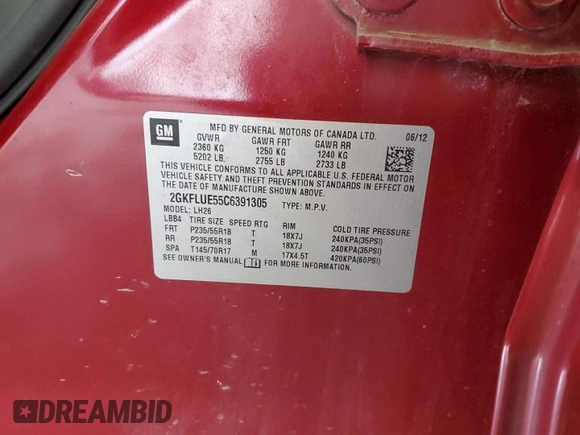 GM
MFD BY GENERAL MOTORS OF CANADA LTD. 06/12
GVWR GAWR FRT GAWR RR
2360 KG 1250 KG 1240 KG
5202 LB 2755 LB 2733 LB
THIS VEHICLE CONFORMS TO ALL APPLICABLE U.S. FEDERAL MOTOR
VEHICLE SAFETY AND THEFT PREVENTION STANDARDS IN EFFECT ON
THE DATE OF MANUFACTURE SHOWN ABOVE.
2GKFLUE55C6391305 TYPE: M.P.V.
MODEL: LH26
LBB4 TIRE SIZE SPEED RTG RIM COLD TIRE PRESSURE
FRT P235/55R18 T 18X7J 240KPA(35PSI)
RR P235/55R18 T 18X7J 240KPA(35PSI)
SPA T145/70R17 M 17X4.5T 420KPA(60PSI)
SEE OWNER'S MANUAL FOR MORE INFORMATION.
DREAMBID